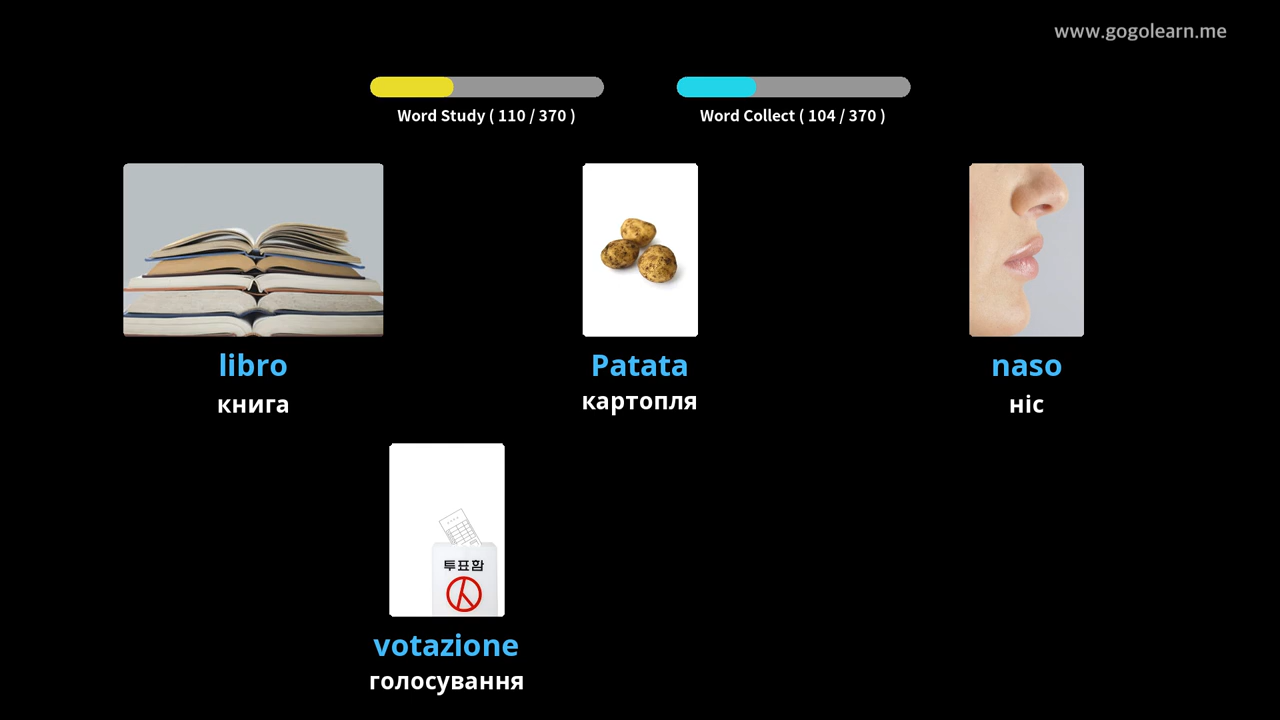 www.gogolearn.me
Word Study ( 110 / 370 )
Word Collect ( 104 / 370 )
libro
книга
Patata
картопля
naso
ніс
투표함
votazione
голосування